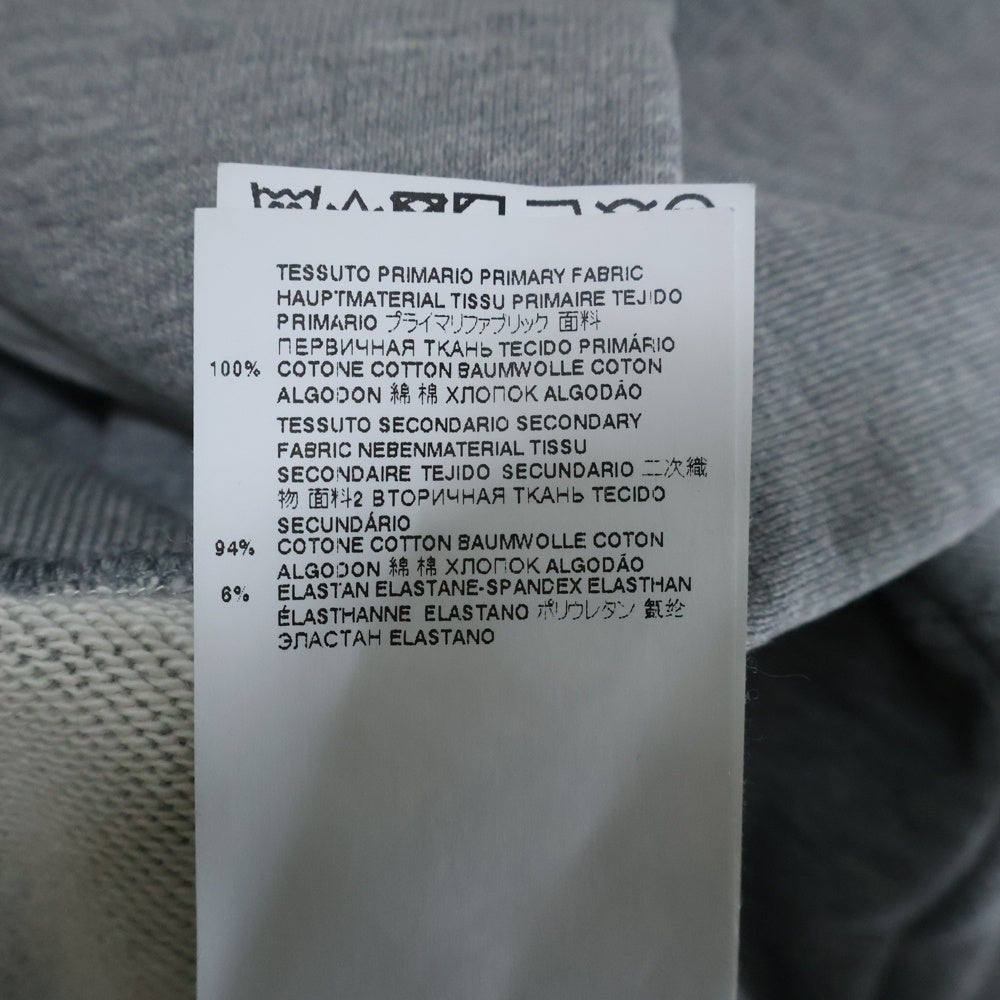 TESSUTO PRIMARIO PRIMARY FABRIC
HAUPTMATERIAL TISSU PRIMAIRE TEJIDO
PRIMARIO プライマリファブリック 面料
ПЕРВИЧНАЯ ТКАНЬ TECIDO PRIMÁRIO
100% COTONE COTTON BAUMWOLLE COTON
ALGODON 綿 棉 ХЛОПОК ALGODÃO
TESSUTO SECONDARIO SECONDARY
FABRIC NEBENMATERIAL TISSU
SECONDAIRE TEJIDO SECUNDARIO 二次織
物 面料2 ВТОРИЧНАЯ ТКАНЬ TECIDO
SECUNDÁRIO
94% COTONE COTTON BAUMWOLLE COTON
ALGODON 綿 棉 ХЛОПОК ALGODÃO
6% ELASTAN ELASTANE-SPANDEX ELASTHAN
ÉLASTHANNE ELASTANO ポリウレタン 氨纶
ЭЛАСТАН ELASTANO